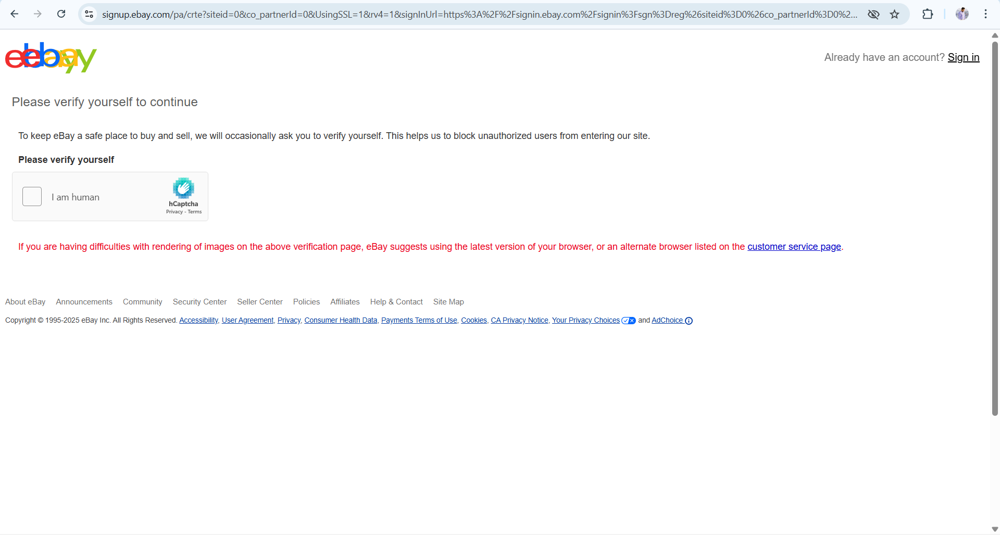 signup.ebay.com/pa/crte?siteid=0&co_partnerId=0&UsingSSL=1&rv4=1&signInUrl=https%3A%2F%2Fsignin.ebay.com%2Fsignin%3Fsgn%3Dreg%26siteid%3D0%26co_partnerId%3D0%2...
ebay
Already have an account? Sign in
Please verify yourself to continue
To keep eBay a safe place to buy and sell, we will occasionally ask you to verify yourself. This helps us to block unauthorized users from entering our site.
Please verify yourself
I am human
hCaptcha
Privacy - Terms
If you are having difficulties with rendering of images on the above verification page, eBay suggests using the latest version of your browser, or an alternate browser listed on the customer service page.
About eBay Announcements Community Security Center Seller Center Policies Affiliates Help & Contact Site Map
Copyright © 1995-2025 eBay Inc. All Rights Reserved. Accessibility, User Agreement, Privacy, Consumer Health Data, Payments Terms of Use, Cookies, CA Privacy Notice, Your Privacy Choices and AdChoice